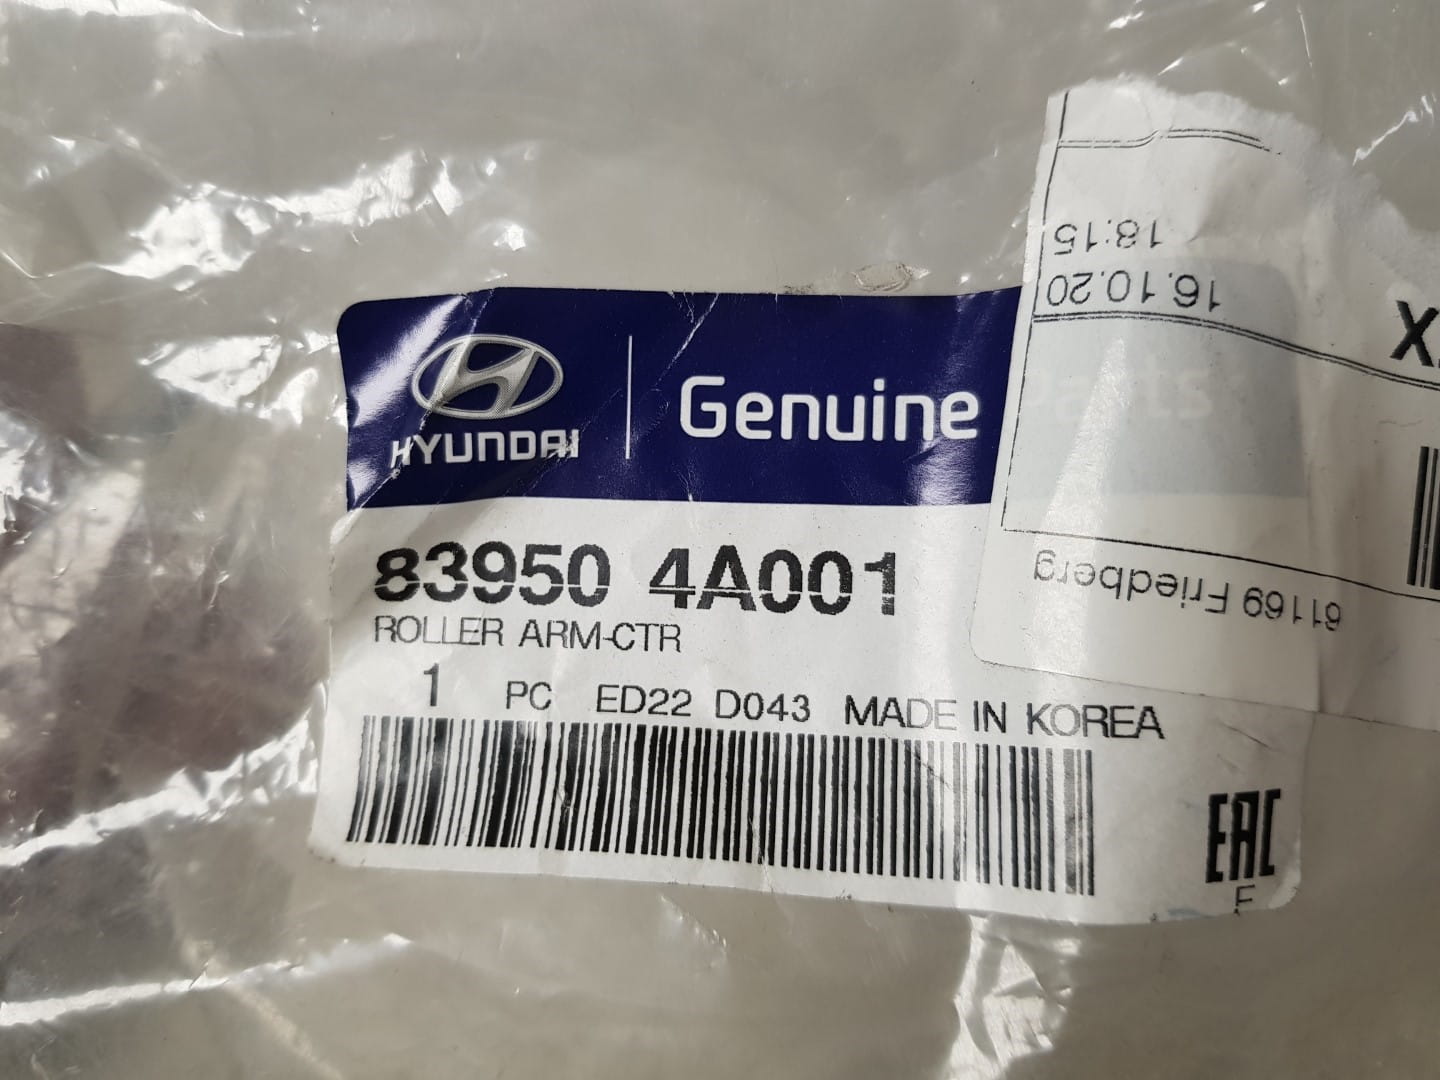 HYUNDAI
Genuine
83950 4A001
ROLLER ARM-CTR
1 PC ED22 D043 MADE IN KOREA
EAC
F
61169 Friedberg
16.10.20
18:15
X